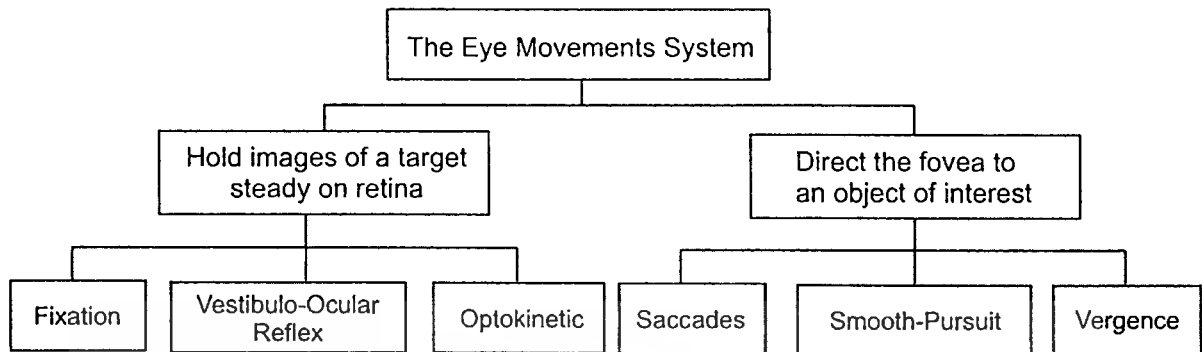 The Eye Movements System
Hold images of a target
steady on retina
Direct the fovea to
an object of interest
Fixation
Vestibulo-Ocular
Reflex
Optokinetic
Saccades
Smooth-Pursuit
Vergence